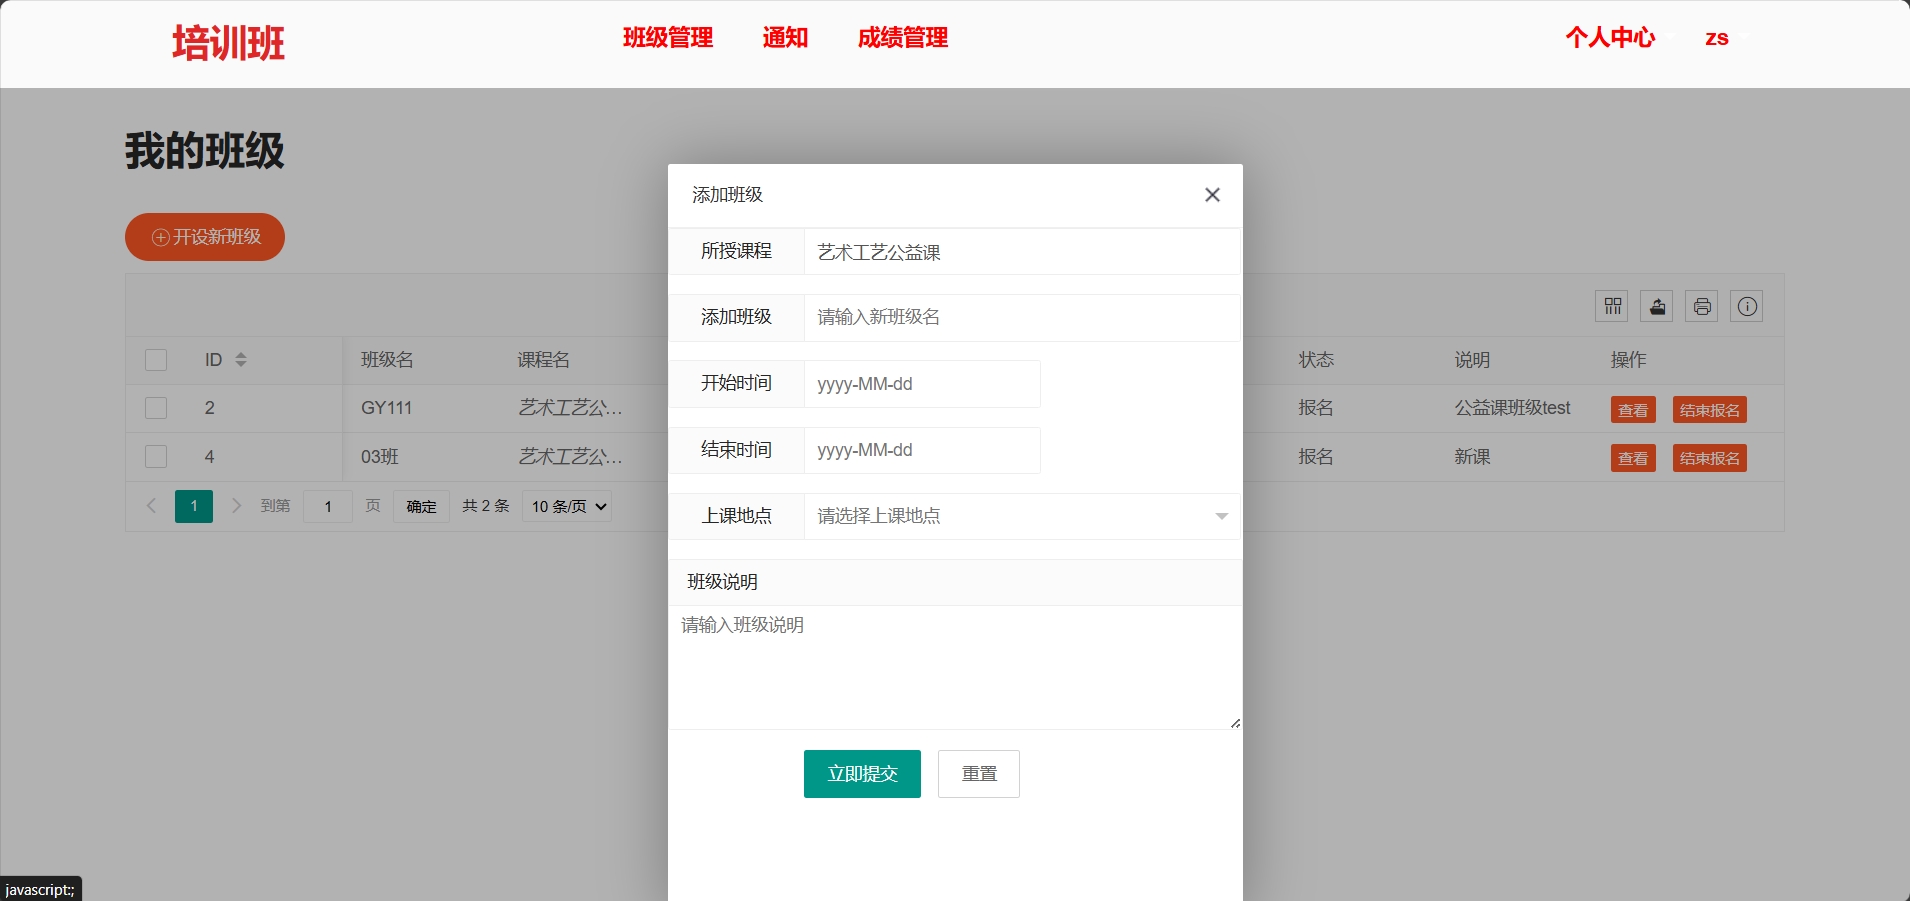 培训班
班级管理 通知 成绩管理
个人中心 zs
我的班级
开设新班级
ID 班级名 课程名 状态 说明 操作
2 GY111 艺术工艺公… 报名 公益课班级test 查看 结束报名
4 03班 艺术工艺公… 报名 新课 查看 结束报名
1 到第 1 页 确定 共 2 条 10 条/页
添加班级
所授课程 艺术工艺公益课
添加班级 请输入新班级名
开始时间 yyyy-MM-dd
结束时间 yyyy-MM-dd
上课地点 请选择上课地点
班级说明
请输入班级说明
立即提交 重置
javascript:;